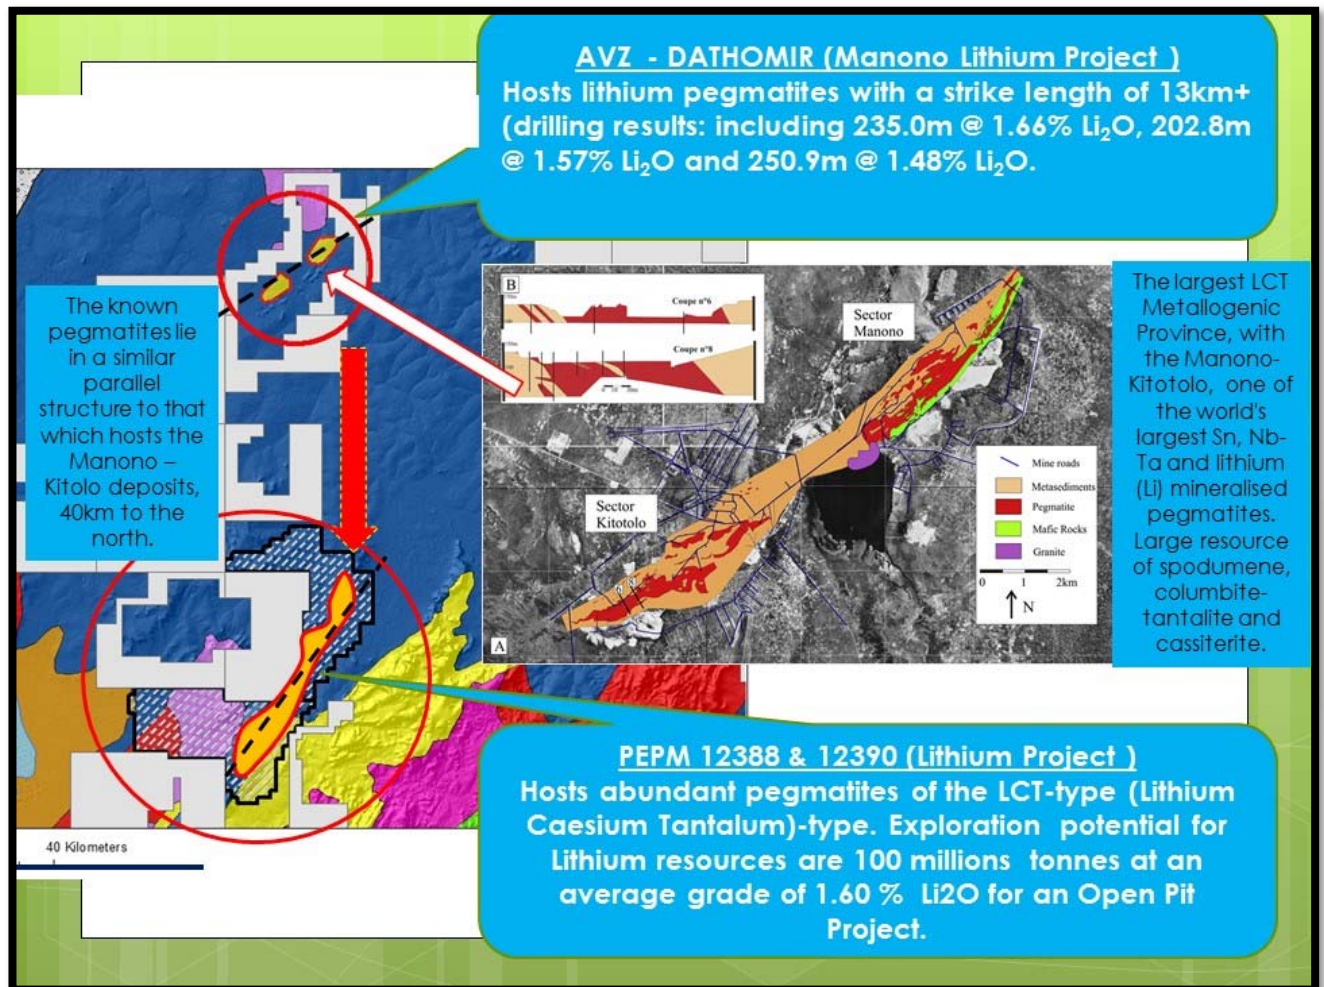 AVZ - DATHOMIR (Manono Lithium Project )
Hosts lithium pegmatites with a strike length of 13km+
(drilling results: including 235.0m @ 1.66% Li₂O, 202.8m
@ 1.57% Li₂O and 250.9m @ 1.48% Li₂O.
The known
pegmatites lie
in a similar
parallel
structure to that
which hosts the
Manono –
Kitolo deposits,
40km to the
north.
B
Coupe n°6
Coupe n°8
Sector
Manono
Sector
Kitotolo
6 8
A
Mine roads
Metasediments
Pegmatite
Mafic Rocks
Granite
0 1 2km
N
The largest LCT
Metallogenic
Province, with
the Manono-
Kitotolo, one of
the world's
largest Sn, Nb-
Ta and lithium
(Li) mineralised
pegmatites.
Large resource
of spodumene,
columbite-
tantalite and
cassiterite.
40 Kilometers
PEPM 12388 & 12390 (Lithium Project )
Hosts abundant pegmatites of the LCT-type (Lithium
Caesium Tantalum)-type. Exploration potential for
Lithium resources are 100 millions tonnes at an
average grade of 1.60 % Li2O for an Open Pit
Project.